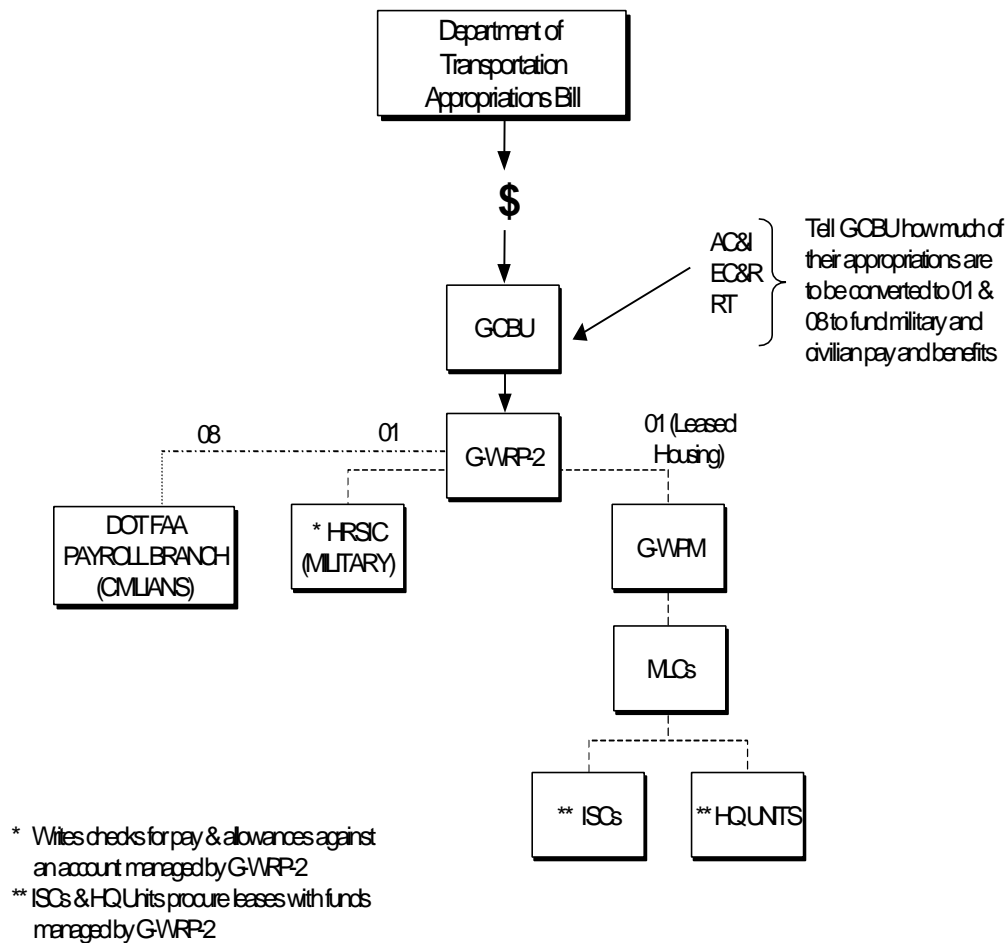 Department of
Transportation
Appropriations Bill
$
AC&I
EC&R
RT
Tell G-CBU how much of
their appropriations are
to be converted to 01 &
08 to fund military and
civilian pay and benefits
G-CBU
08
01
01 (Leased
Housing)
G-WRP-2
DOT FAA
PAYROLL BRANCH
(CIVILIANS)
* HRSIC
(MILITARY)
G-WPM
MLCs
** ISCs
** HQ UNITS
* Writes checks for pay & allowances against
an account managed by G-WRP-2
** ISCs & HQ Units procure leases with funds
managed by G-WRP-2